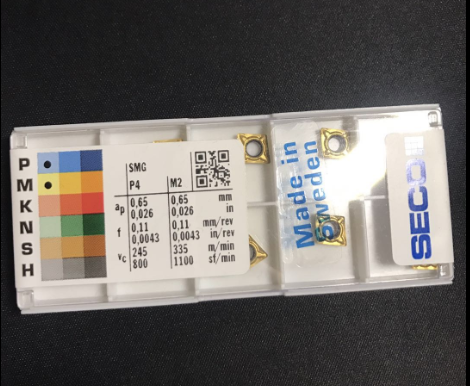 P
M
K
N
S
H
SMG
P4 M2
ap 0,65 0,65 mm
0,026 0,026 in
f 0,11 0,11 mm/rev
0,0043 0,0043 in/rev
vc 245 335 m/min
800 1100 sf/min
Made in
Sweden
SECO